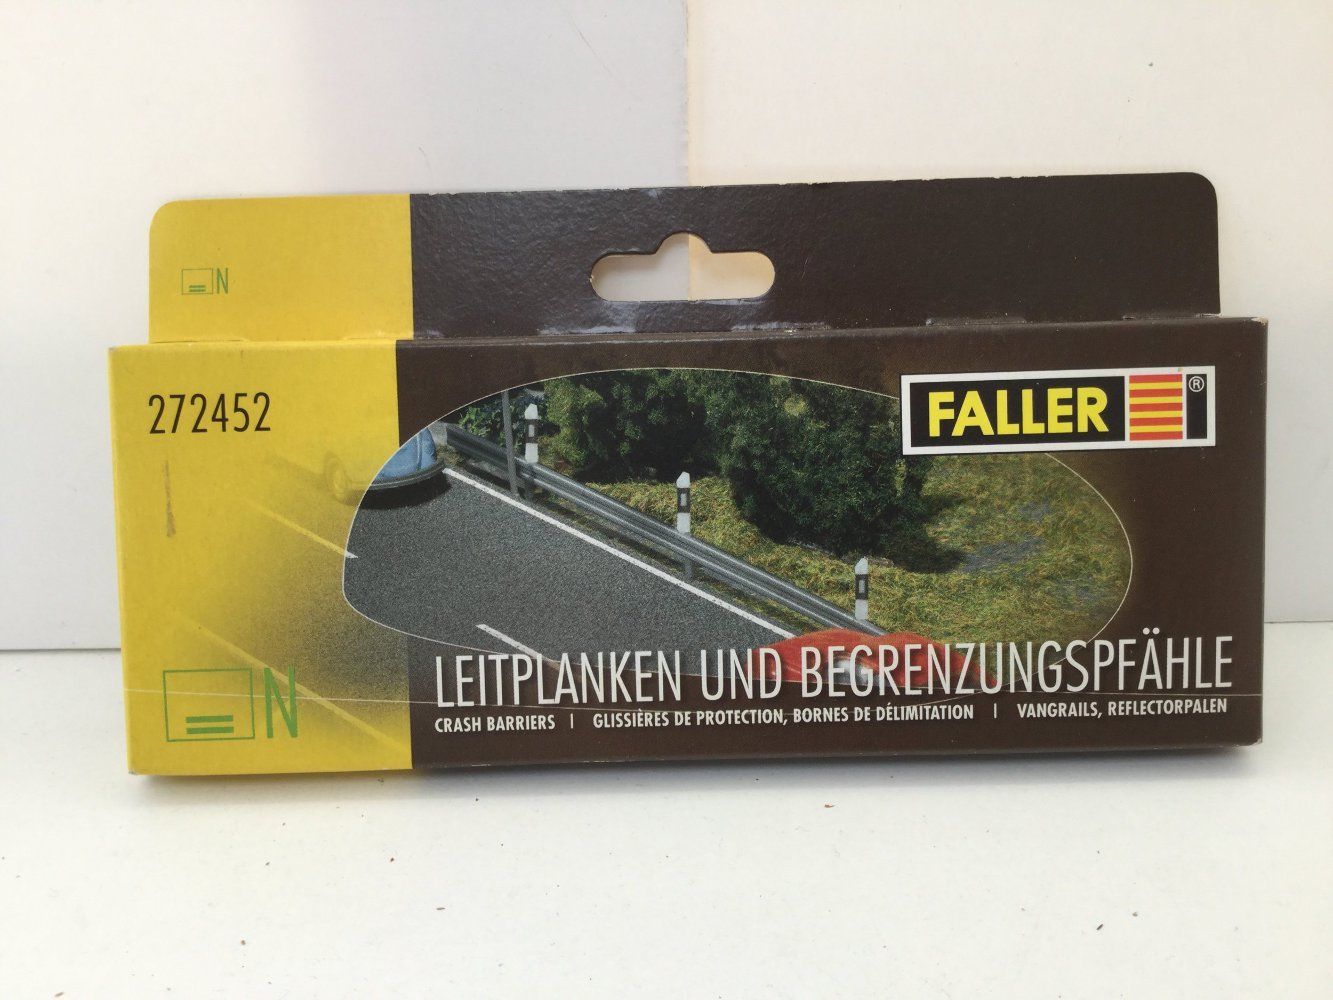 N
272452
FALLER ®
LEITPLANKEN UND BEGRENZUNGSPFÄHLE
CRASH BARRIERS | GLISSIÈRES DE PROTECTION, BORNES DE DÉLIMITATION | VANGRAILS, REFLECTORPALEN
N